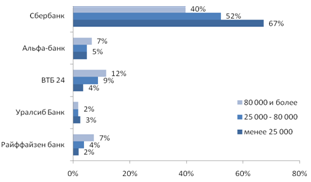 Сбербанк
40%
52%
67%
Альфа-банк
7%
5%
ВТБ 24
12%
9%
4%
Уралсиб Банк
2%
3%
Райффайзен банк
7%
4%
2%
80 000 и более
25 000 - 80 000
менее 25 000
0% 20% 40% 60% 80%